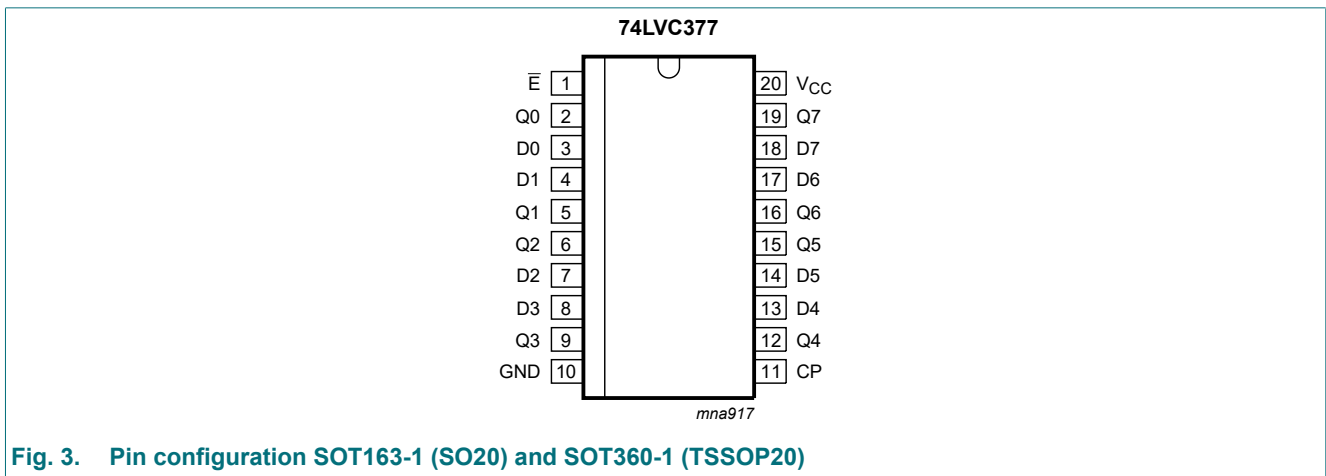 74LVC377
E̅ 1 20 VCC
Q0 2 19 Q7
D0 3 18 D7
D1 4 17 D6
Q1 5 16 Q6
Q2 6 15 Q5
D2 7 14 D5
D3 8 13 D4
Q3 9 12 Q4
GND 10 11 CP
mna917
Fig. 3. Pin configuration SOT163-1 (SO20) and SOT360-1 (TSSOP20)